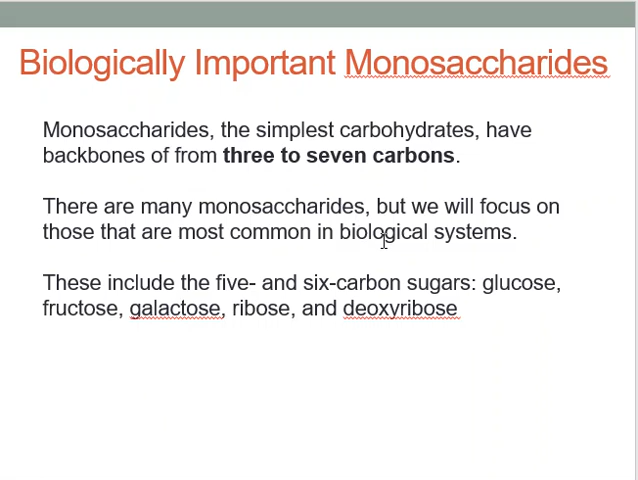 Biologically Important Monosaccharides
Monosaccharides, the simplest carbohydrates, have
backbones of from three to seven carbons.
There are many monosaccharides, but we will focus on
those that are most common in biological systems.
These include the five- and six-carbon sugars: glucose,
fructose, galactose, ribose, and deoxyribose